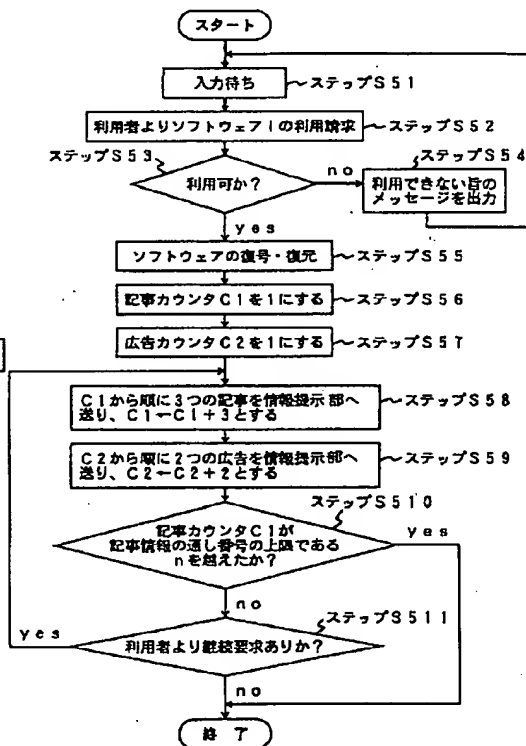 スタート
入力待ち
ステップS51
利用者よりソフトウェアiの利用請求
ステップS52
ステップS53
利用可か?
no
ステップS54
利用できない旨の
メッセージを出力
yes
ソフトウェアの復号・復元
ステップS55
記事カウンタC1を1にする
ステップS56
広告カウンタC2を1にする
ステップS57
C1から順に3つの記事を情報提示部へ
送り、C1←C1+3とする
ステップS58
C2から順に2つの広告を情報提示部へ
送り、C2←C2+2とする
ステップS59
ステップS510
記事カウンタC1が
記事情報の通し番号の上限である
nを越えたか?
yes
no
ステップS511
利用者より継続要求ありか?
yes
no
終了